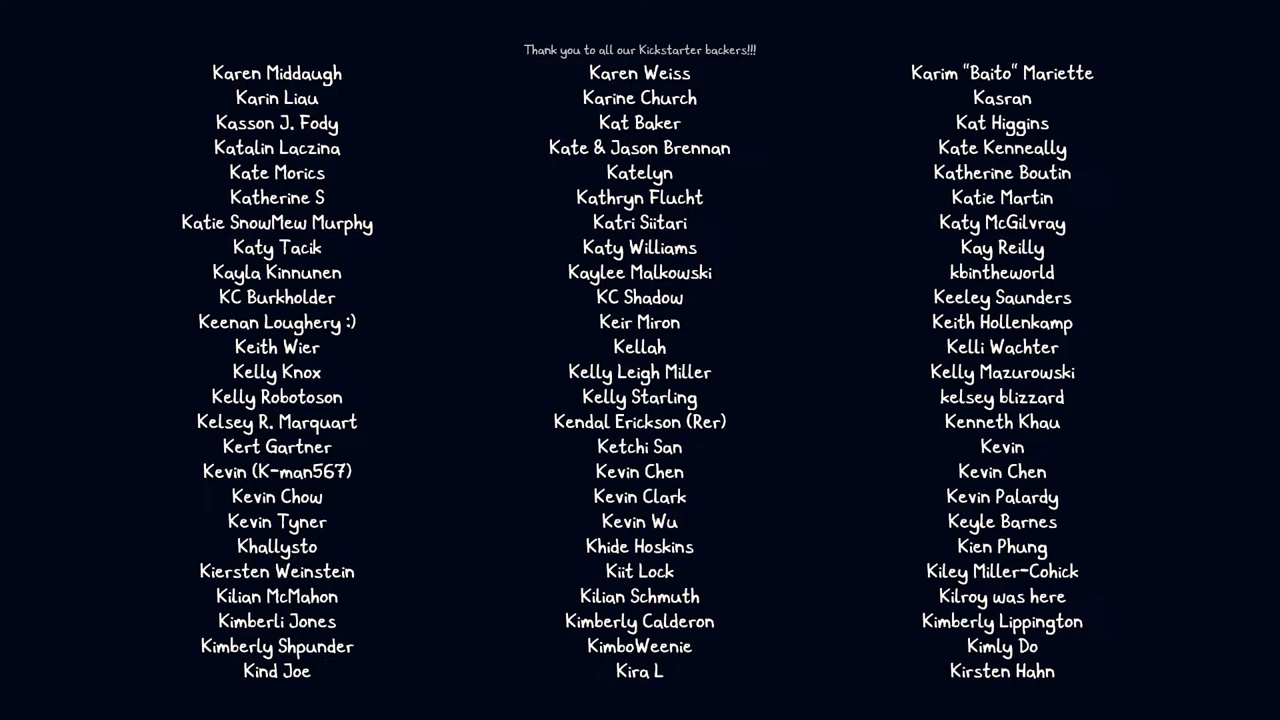 Thank you to all our Kickstarter backers!!!
Karen Middaugh Karen Weiss Karim "Baito" Mariette
Karin Liau Karine Church Kasran
Kasson J. Fody Kat Baker Kat Higgins
Katalin Laczina Kate & Jason Brennan Kate Kenneally
Kate Morics Katelyn Katherine Boutin
Katherine S Kathryn Flucht Katie Martin
Katie SnowMew Murphy Katri Siitari Katy McGilvray
Katy Tacik Katy Williams Kay Reilly
Kayla Kinnunen Kaylee Malkowski kbintheworld
KC Burkholder KC Shadow Keeley Saunders
Keenan Loughery :) Keir Miron Keith Hollenkamp
Keith Wier Kellah Kelli Wachter
Kelly Knox Kelly Leigh Miller Kelly Mazurowski
Kelly Robotoson Kelly Starling kelsey blizzard
Kelsey R. Marquart Kendal Erickson (Rer) Kenneth Khau
Kert Gartner Ketchi San Kevin
Kevin (K-man567) Kevin Chen Kevin Chen
Kevin Chow Kevin Clark Kevin Palardy
Kevin Tyner Kevin Wu Keyle Barnes
Khallysto Khide Hoskins Kien Phung
Kiersten Weinstein Kiit Lock Kiley Miller-Cohick
Kilian McMahon Kilian Schmuth Kilroy was here
Kimberli Jones Kimberly Calderon Kimberly Lippington
Kimberly Shpunder KimboWeenie Kimly Do
Kind Joe Kira L Kirsten Hahn